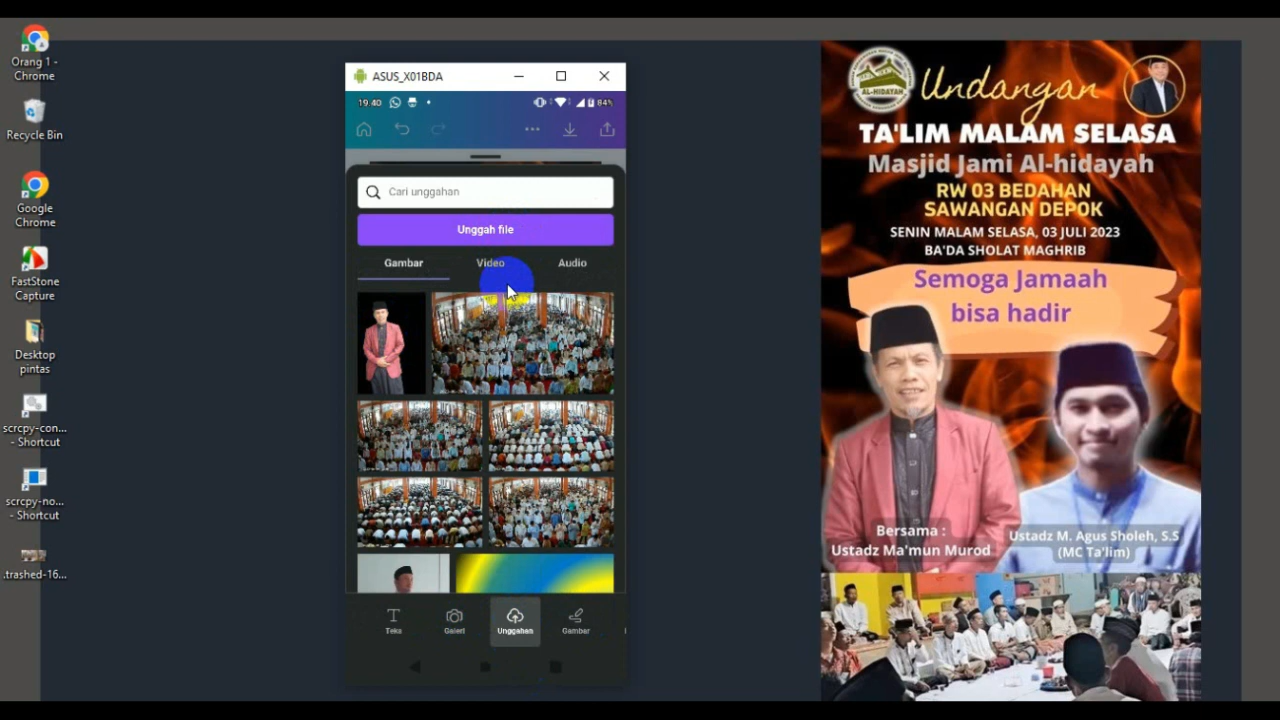 Orang 1 -
Chrome
Recycle Bin
Google
Chrome
FastStone
Capture
Desktop
pintas
scrcpy-con...
- Shortcut
scrcpy-no...
- Shortcut
.trashed-16...
ASUS_X01BDA
19.40
84%
Cari unggahan
Unggah file
Gambar
Video
Audio
Teks
Galeri
Unggahan
Gambar
AL-HIDAYAH
Undangan
TA'LIM MALAM SELASA
Masjid Jami Al-hidayah
RW 03 BEDAHAN
SAWANGAN DEPOK
SENIN MALAM SELASA, 03 JULI 2023
BA'DA SHOLAT MAGHRIB
Semoga Jamaah
bisa hadir
Bersama :
Ustadz Ma'mun Murod
Ustadz M. Agus Sholeh, S.S
(MC Ta'lim)